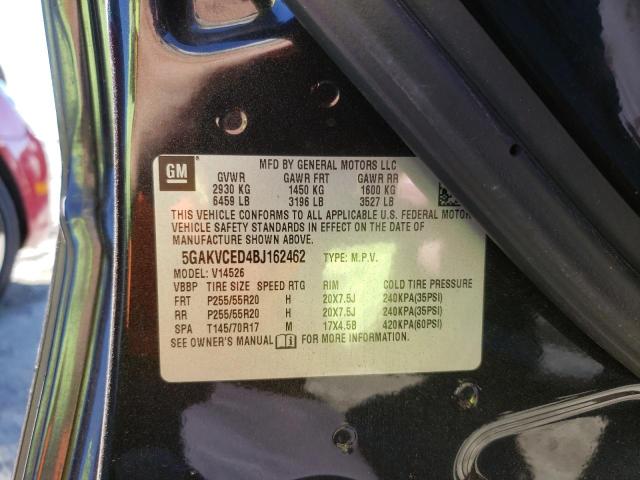 GM
MFD BY GENERAL MOTORS LLC
GVWR GAWR FRT GAWR RR
2930 KG 1450 KG 1600 KG
6459 LB 3196 LB 3527 LB
THIS VEHICLE CONFORMS TO ALL APPLICABLE U.S. FEDERAL MOTOR
VEHICLE SAFETY STANDARDS IN EFFECT ON THE DATE OF
MANUFACTURE SHOWN ABOVE.
5GAKVCED4BJ162462 TYPE: M.P.V.
MODEL: V14526
VBBP TIRE SIZE SPEED RTG RIM COLD TIRE PRESSURE
FRT P255/55R20 H 20X7.5J 240KPA(35PSI)
RR P255/55R20 H 20X7.5J 240KPA(35PSI)
SPA T145/70R17 M 17X4.5B 420KPA(60PSI)
SEE OWNER'S MANUAL FOR MORE INFORMATION.